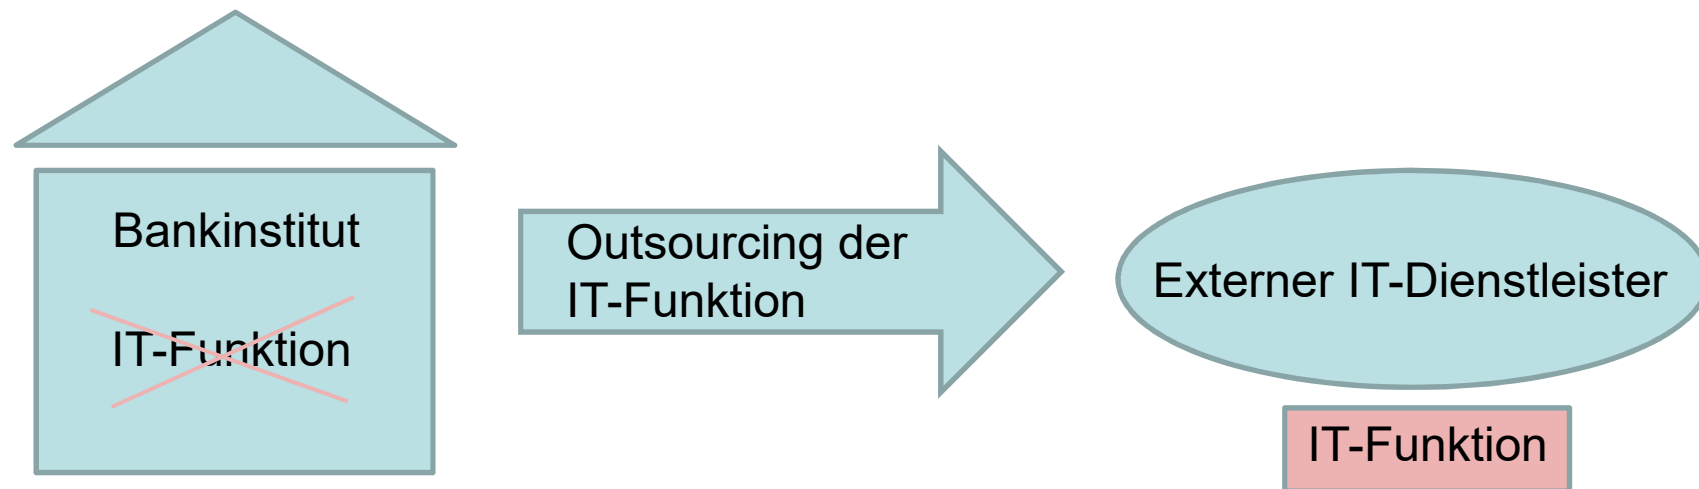 Bankinstitut
IT-Funktion
Outsourcing der
IT-Funktion
Externer IT-Dienstleister
IT-Funktion